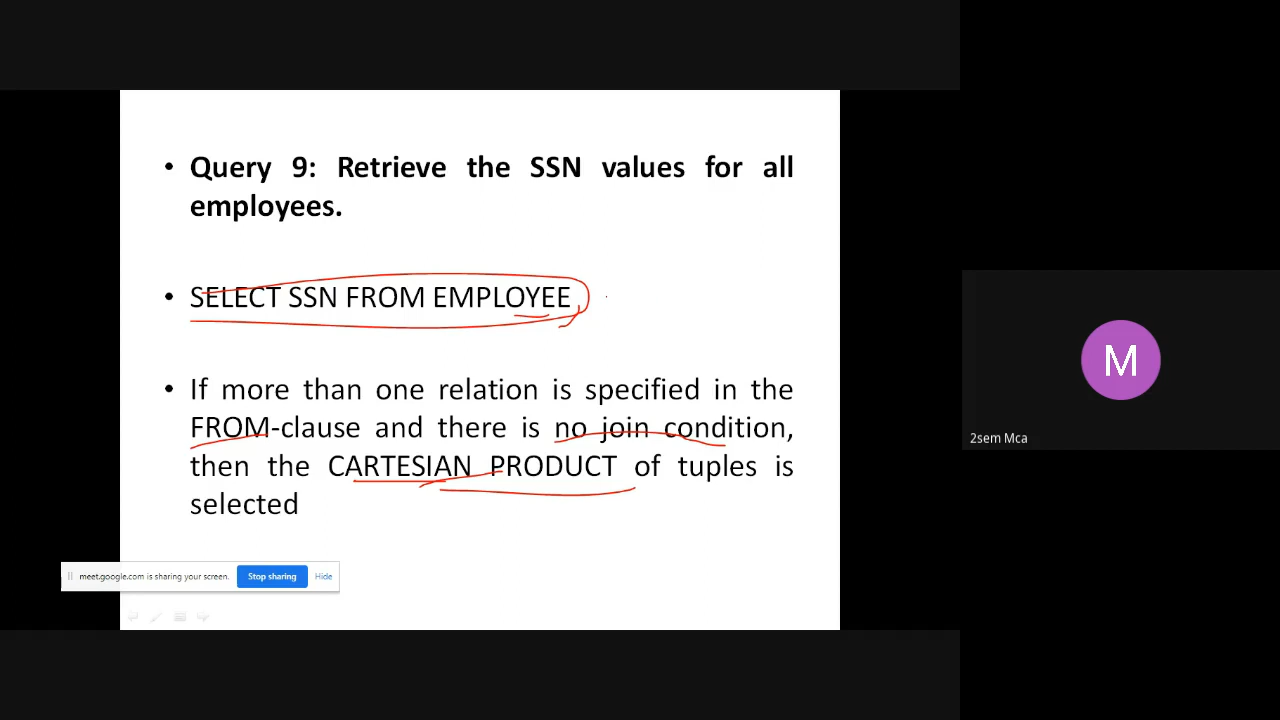 • Query 9: Retrieve the SSN values for all
employees.
• SELECT SSN FROM EMPLOYEE
• If more than one relation is specified in the
FROM-clause and there is no join condition,
then the CARTESIAN PRODUCT of tuples is
selected
meet.google.com is sharing your screen. Stop sharing Hide
M
2sem Mca